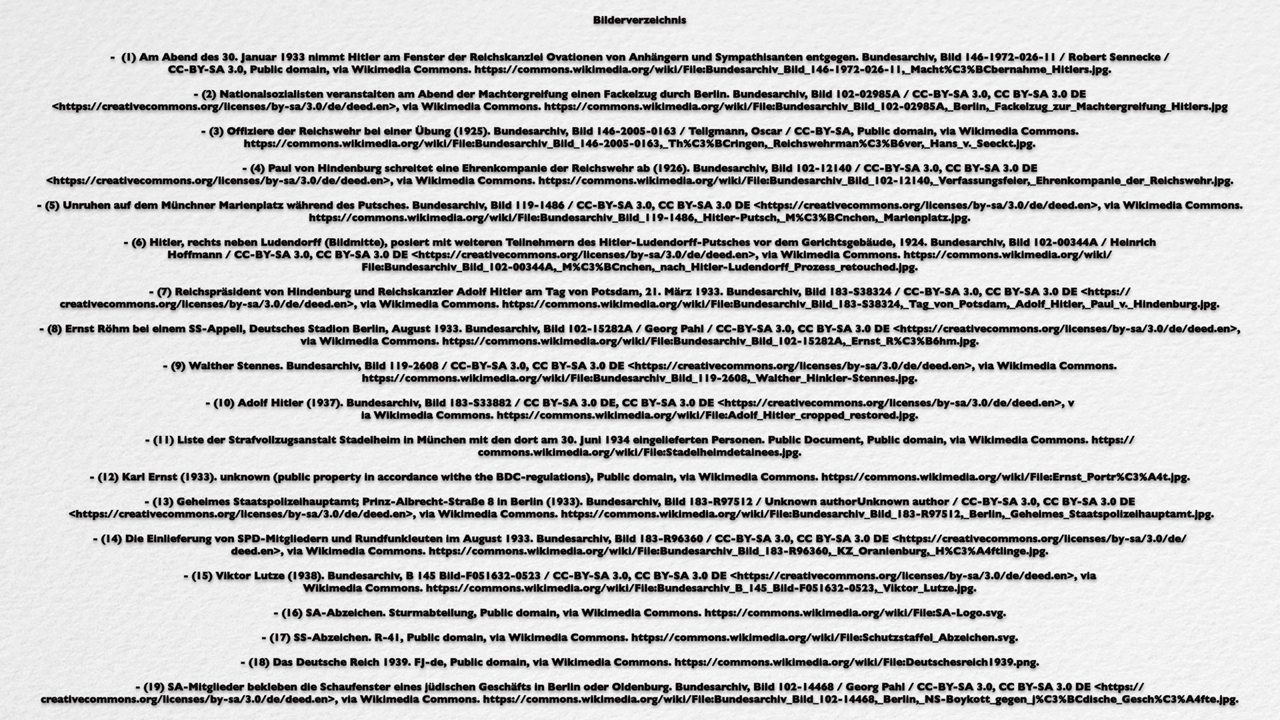 Bilderverzeichnis
- (1) Am Abend des 30. Januar 1933 nimmt Hitler am Fenster der Reichskanzlei Ovationen von Anhängern und Sympathisanten entgegen. Bundesarchiv, Bild 146-1972-026-11 / Robert Sennecke /
CC-BY-SA 3.0, Public domain, via Wikimedia Commons. https://commons.wikimedia.org/wiki/File:Bundesarchiv_Bild_146-1972-026-11,_Macht%C3%BCbernahme_Hitlers.jpg.
- (2) Nationalsozialisten veranstalten am Abend der Machtergreifung einen Fackelzug durch Berlin. Bundesarchiv, Bild 102-02985A / CC-BY-SA 3.0, CC BY-SA 3.0 DE
<https://creativecommons.org/licenses/by-sa/3.0/de/deed.en>, via Wikimedia Commons. https://commons.wikimedia.org/wiki/File:Bundesarchiv_Bild_102-02985A,_Berlin,_Fackelzug_zur_Machtergreifung_Hitlers.jpg
- (3) Offiziere der Reichswehr bei einer Übung (1925). Bundesarchiv, Bild 146-2005-0163 / Tellgmann, Oscar / CC-BY-SA, Public domain, via Wikimedia Commons.
https://commons.wikimedia.org/wiki/File:Bundesarchiv_Bild_146-2005-0163,_Th%C3%BCringen,_Reichswehrman%C3%B6ver,_Hans_v._Seeckt.jpg.
- (4) Paul von Hindenburg schreitet eine Ehrenkompanie der Reichswehr ab (1926). Bundesarchiv, Bild 102-12140 / CC-BY-SA 3.0, CC BY-SA 3.0 DE
<https://creativecommons.org/licenses/by-sa/3.0/de/deed.en>, via Wikimedia Commons. https://commons.wikimedia.org/wiki/File:Bundesarchiv_Bild_102-12140,_Verfassungsfeier,_Ehrenkompanie_der_Reichswehr.jpg.
- (5) Unruhen auf dem Münchner Marienplatz während des Putsches. Bundesarchiv, Bild 119-1486 / CC-BY-SA 3.0, CC BY-SA 3.0 DE <https://creativecommons.org/licenses/by-sa/3.0/de/deed.en>, via Wikimedia Commons.
https://commons.wikimedia.org/wiki/File:Bundesarchiv_Bild_119-1486,_Hitler-Putsch,_M%C3%BCnchen,_Marienplatz.jpg.
- (6) Hitler, rechts neben Ludendorff (Bildmitte), posiert mit weiteren Teilnehmern des Hitler-Ludendorff-Putsches vor dem Gerichtsgebäude, 1924. Bundesarchiv, Bild 102-00344A / Heinrich
Hoffmann / CC-BY-SA 3.0, CC BY-SA 3.0 DE <https://creativecommons.org/licenses/by-sa/3.0/de/deed.en>, via Wikimedia Commons. https://commons.wikimedia.org/wiki/
File:Bundesarchiv_Bild_102-00344A,_M%C3%BCnchen,_nach_Hitler-Ludendorff_Prozess_retouched.jpg.
- (7) Reichspräsident von Hindenburg und Reichskanzler Adolf Hitler am Tag von Potsdam, 21. März 1933. Bundesarchiv, Bild 183-S38324 / CC-BY-SA 3.0, CC BY-SA 3.0 DE <https://
creativecommons.org/licenses/by-sa/3.0/de/deed.en>, via Wikimedia Commons. https://commons.wikimedia.org/wiki/File:Bundesarchiv_Bild_183-S38324,_Tag_von_Potsdam,_Adolf_Hitler,_Paul_v._Hindenburg.jpg.
- (8) Ernst Röhm bei einem SS-Appell, Deutsches Stadion Berlin, August 1933. Bundesarchiv, Bild 102-15282A / Georg Pahl / CC-BY-SA 3.0, CC BY-SA 3.0 DE <https://creativecommons.org/licenses/by-sa/3.0/de/deed.en>,
via Wikimedia Commons. https://commons.wikimedia.org/wiki/File:Bundesarchiv_Bild_102-15282A,_Ernst_R%C3%B6hm.jpg.
- (9) Walther Stennes. Bundesarchiv, Bild 119-2608 / CC-BY-SA 3.0, CC BY-SA 3.0 DE <https://creativecommons.org/licenses/by-sa/3.0/de/deed.en>, via Wikimedia Commons.
https://commons.wikimedia.org/wiki/File:Bundesarchiv_Bild_119-2608,_Walther_Hinkler-Stennes.jpg.
- (10) Adolf Hitler (1937). Bundesarchiv, Bild 183-S33882 / CC BY-SA 3.0 DE, CC BY-SA 3.0 DE <https://creativecommons.org/licenses/by-sa/3.0/de/deed.en>, v
ia Wikimedia Commons. https://commons.wikimedia.org/wiki/File:Adolf_Hitler_cropped_restored.jpg.
- (11) Liste der Strafvollzugsanstalt Stadelheim in München mit den dort am 30. Juni 1934 eingelieferten Personen. Public Document, Public domain, via Wikimedia Commons. https://
commons.wikimedia.org/wiki/File:Stadelheimdetainees.jpg.
- (12) Karl Ernst (1933). unknown (public property in accordance withe the BDC-regulations), Public domain, via Wikimedia Commons. https://commons.wikimedia.org/wiki/File:Ernst_Portr%C3%A4t.jpg.
- (13) Geheimes Staatspolizeihauptamt; Prinz-Albrecht-Straße 8 in Berlin (1933). Bundesarchiv, Bild 183-R97512 / Unknown authorUnknown author / CC-BY-SA 3.0, CC BY-SA 3.0 DE
<https://creativecommons.org/licenses/by-sa/3.0/de/deed.en>, via Wikimedia Commons. https://commons.wikimedia.org/wiki/File:Bundesarchiv_Bild_183-R97512,_Berlin,_Geheimes_Staatspolizeihauptamt.jpg.
- (14) Die Einlieferung von SPD-Mitgliedern und Rundfunkleuten im August 1933. Bundesarchiv, Bild 183-R96360 / CC-BY-SA 3.0, CC BY-SA 3.0 DE <https://creativecommons.org/licenses/by-sa/3.0/de/
deed.en>, via Wikimedia Commons. https://commons.wikimedia.org/wiki/File:Bundesarchiv_Bild_183-R96360,_KZ_Oranienburg,_H%C3%A4ftlinge.jpg.
- (15) Viktor Lutze (1938). Bundesarchiv, B 145 Bild-F051632-0523 / CC-BY-SA 3.0, CC BY-SA 3.0 DE <https://creativecommons.org/licenses/by-sa/3.0/de/deed.en>, via
Wikimedia Commons. https://commons.wikimedia.org/wiki/File:Bundesarchiv_B_145_Bild-F051632-0523,_Viktor_Lutze.jpg.
- (16) SA-Abzeichen. Sturmabteilung, Public domain, via Wikimedia Commons. https://commons.wikimedia.org/wiki/File:SA-Logo.svg.
- (17) SS-Abzeichen. R-41, Public domain, via Wikimedia Commons. https://commons.wikimedia.org/wiki/File:Schutzstaffel_Abzeichen.svg.
- (18) Das Deutsche Reich 1939. FJ-de, Public domain, via Wikimedia Commons. https://commons.wikimedia.org/wiki/File:Deutschesreich1939.png.
- (19) SA-Mitglieder bekleben die Schaufenster eines jüdischen Geschäfts in Berlin oder Oldenburg. Bundesarchiv, Bild 102-14468 / Georg Pahl / CC-BY-SA 3.0, CC BY-SA 3.0 DE <https://
creativecommons.org/licenses/by-sa/3.0/de/deed.en>, via Wikimedia Commons. https://commons.wikimedia.org/wiki/File:Bundesarchiv_Bild_102-14468,_Berlin,_NS-Boykott_gegen_j%C3%BCdische_Gesch%C3%A4fte.jpg.